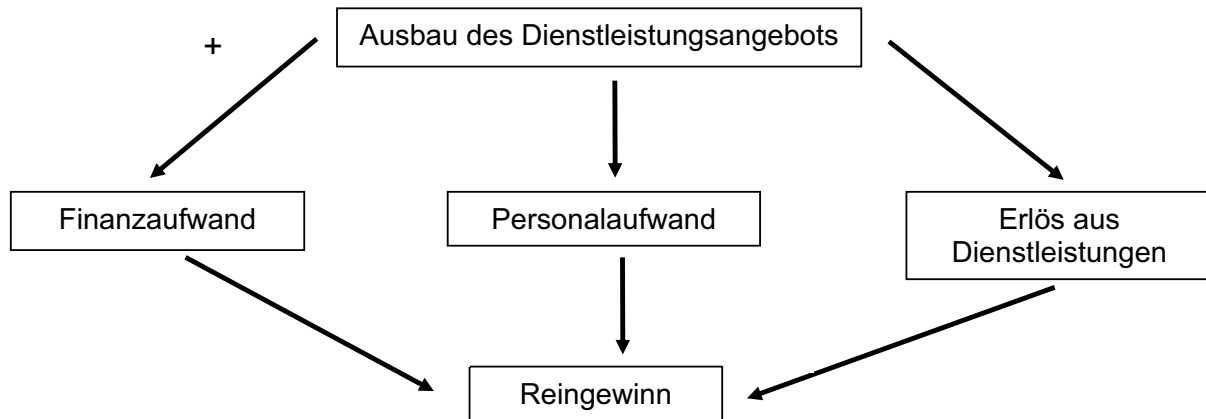 +
Ausbau des Dienstleistungsangebots
Finanzaufwand
Personalaufwand
Erlös aus
Dienstleistungen
Reingewinn